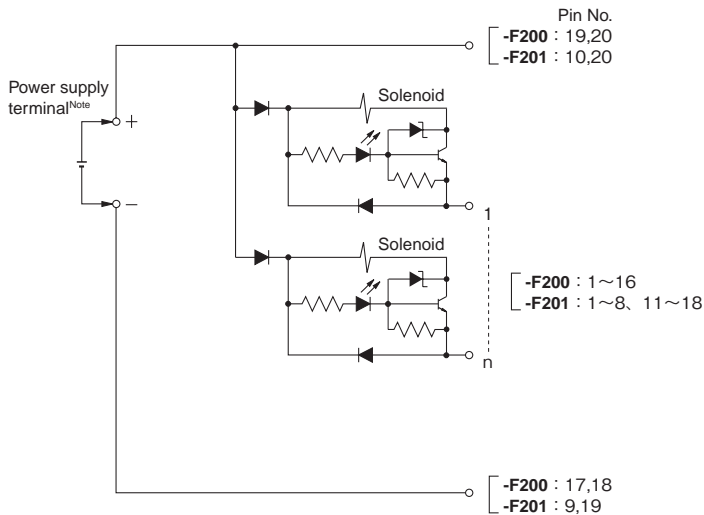 Pin No.
-F200：19,20
-F201：10,20
Power supply
terminalNote
+
Solenoid
−
1
Solenoid
-F200：1〜16
-F201：1〜8、11〜18
n
-F200：17,18
-F201：9,19